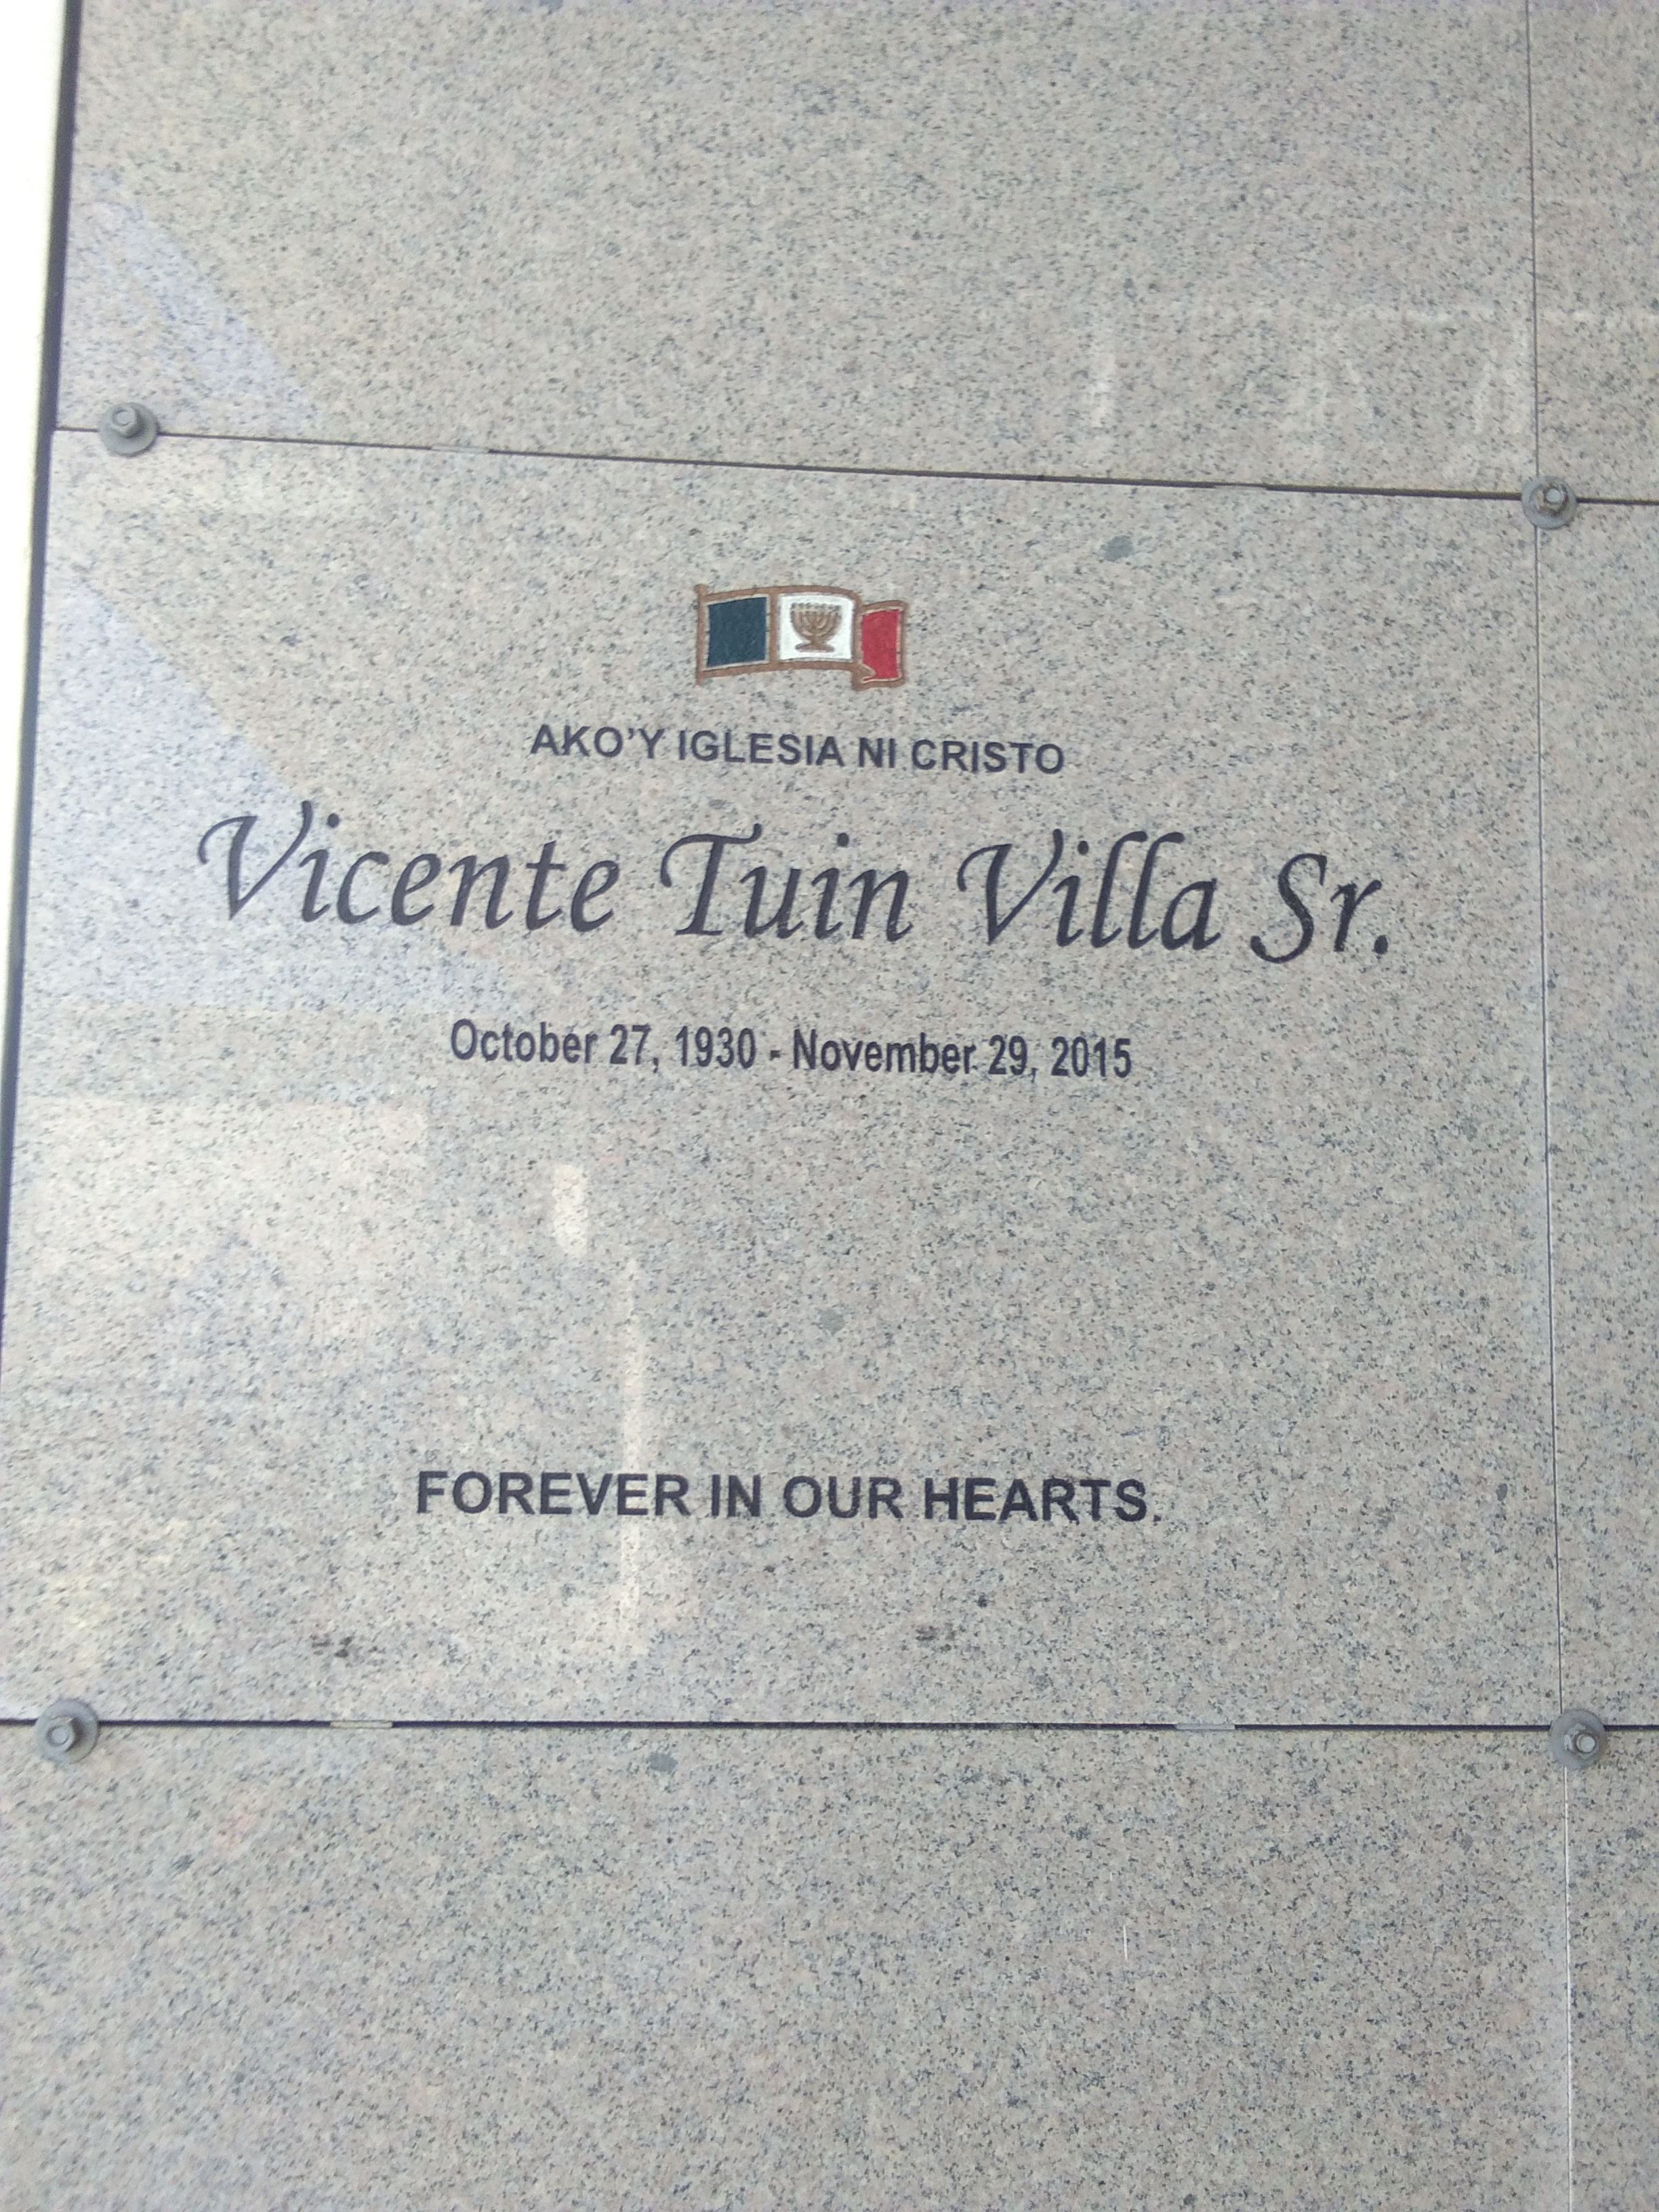 AKO'Y IGLESIA NI CRISTO
Vicente Tuin Villa Sr.
October 27, 1930 - November 29, 2015
FOREVER IN OUR HEARTS.